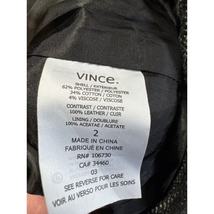 VINCE.
SHELL / EXTERIEUR
62% POLYESTER / POLYESTER
34% COTTON / COTON
4% VISCOSE / VISCOSE
CONTRAST / CONTRASTE
100% LEATHER / CUIR
LINING / DOUBLURE
100% ACETATE / ACETATE
2
MADE IN CHINA
FABRIQUÉ EN CHINE
RN# 106730
CA# 34460
03
SEE REVERSE FOR CARE
VOIR AU VERSO POUR LES SOINS